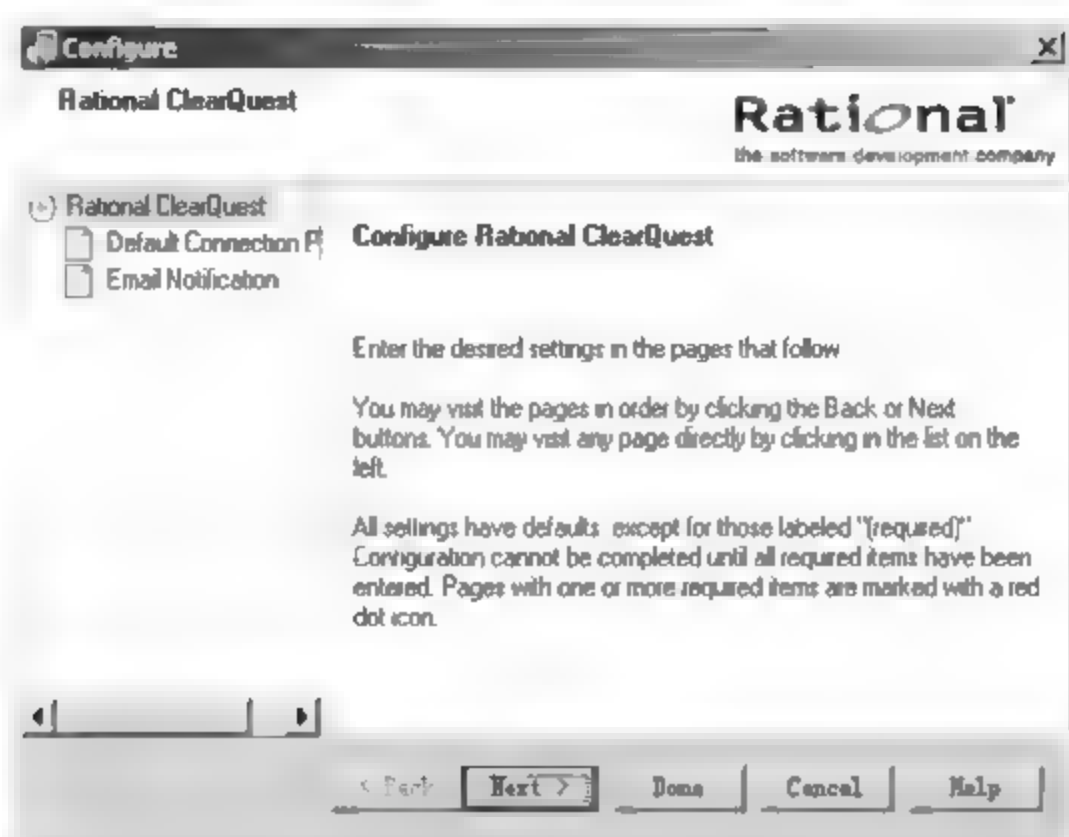 Configure
Rational ClearQuest
Rational
the software development company
Rational ClearQuest
Default Connection
Email Notification
Configure Rational ClearQuest
Enter the desired settings in the pages that follow
You may visit the pages in order by clicking the Back or Next
buttons. You may visit any page directly by clicking in the list on the
left.
All settings have defaults except for those labeled "(required)"
Configuration cannot be completed until all required items have been
entered. Pages with one or more required items are marked with a red
dot icon.
< Back
Next >
Done
Cancel
Help